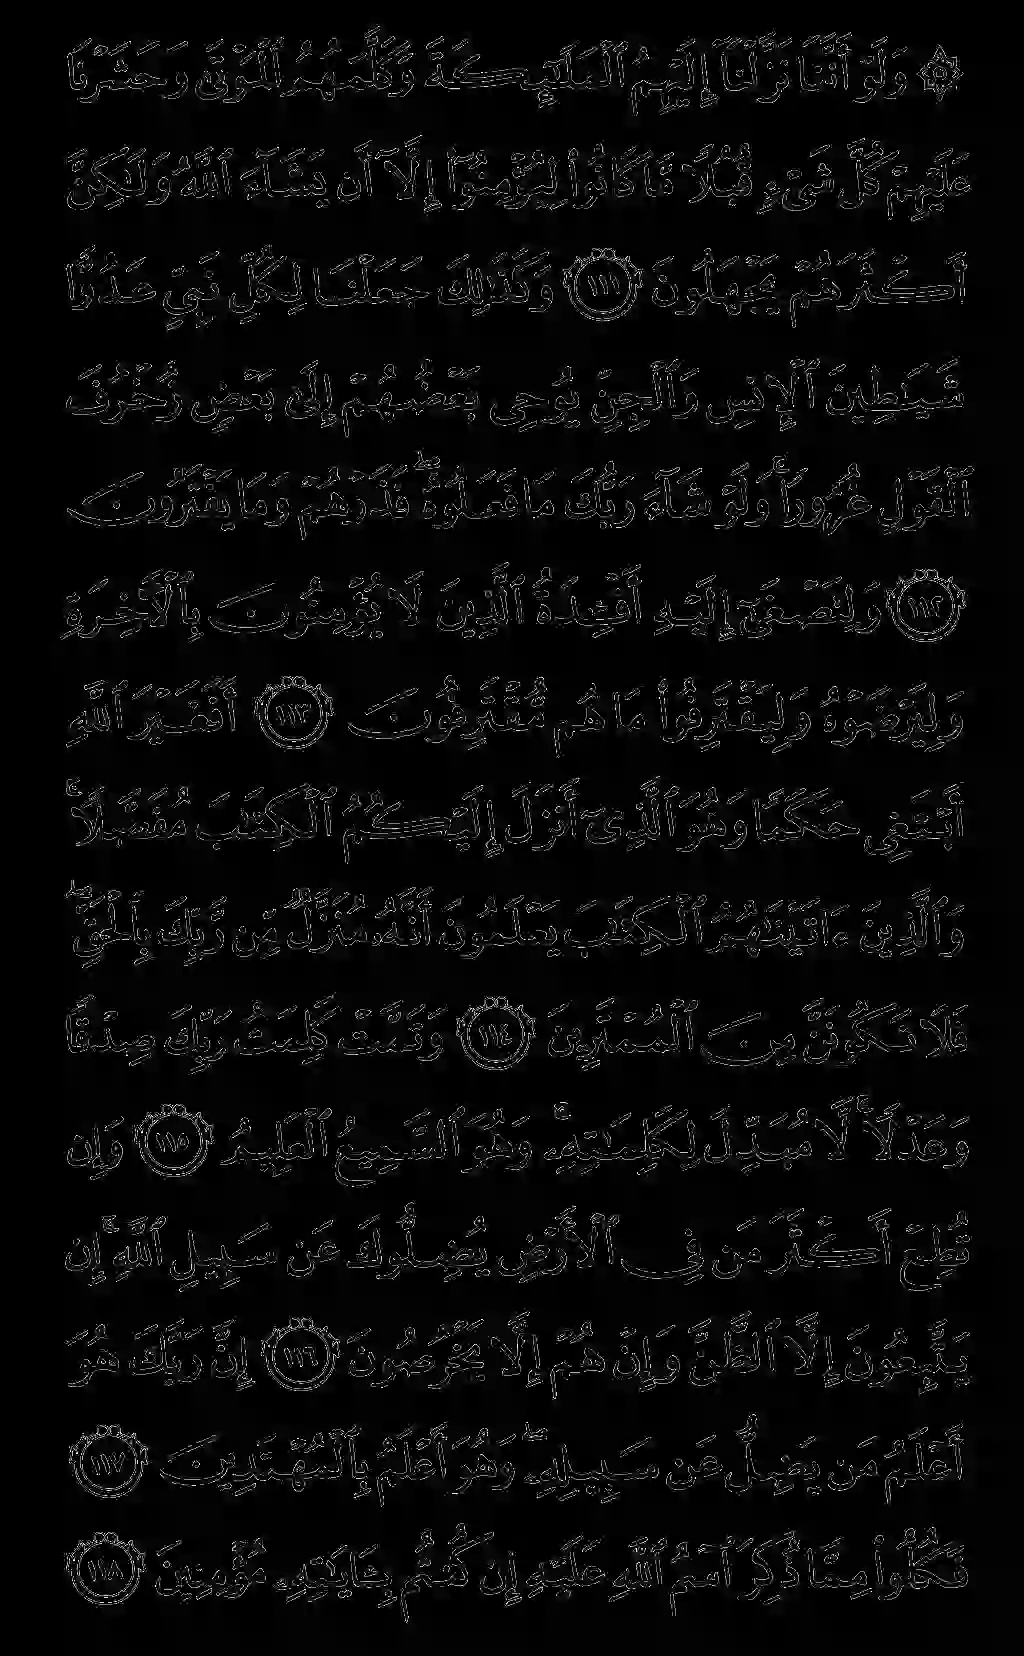 ۞ وَلَوْ أَنَّنَا نَزَّلْنَآ إِلَيْهِمُ ٱلْمَلَٰٓئِكَةَ وَكَلَّمَهُمُ ٱلْمَوْتَىٰ وَحَشَرْنَا
عَلَيْهِمْ كُلَّ شَىْءٍ قُبُلًا مَّا كَانُوا۟ لِيُؤْمِنُوٓا۟ إِلَّآ أَن يَشَآءَ ٱللَّهُ وَلَٰكِنَّ
أَكْثَرَهُمْ يَجْهَلُونَ ١١١ وَكَذَٰلِكَ جَعَلْنَا لِكُلِّ نَبِىٍّ عَدُوًّا
شَيَٰطِينَ ٱلْإِنسِ وَٱلْجِنِّ يُوحِى بَعْضُهُمْ إِلَىٰ بَعْضٍ زُخْرُفَ
ٱلْقَوْلِ غُرُورًا ۚ وَلَوْ شَآءَ رَبُّكَ مَا فَعَلُوهُ ۖ فَذَرْهُمْ وَمَا يَفْتَرُونَ
١١٢ وَلِتَصْغَىٰٓ إِلَيْهِ أَفْـِٔدَةُ ٱلَّذِينَ لَا يُؤْمِنُونَ بِٱلْـَٔاخِرَةِ
وَلِيَرْضَوْهُ وَلِيَقْتَرِفُوا۟ مَا هُم مُّقْتَرِفُونَ ١١٣ أَفَغَيْرَ ٱللَّهِ
أَبْتَغِى حَكَمًا وَهُوَ ٱلَّذِىٓ أَنزَلَ إِلَيْكُمُ ٱلْكِتَٰبَ مُفَصَّلًا ۚ
وَٱلَّذِينَ ءَاتَيْنَٰهُمُ ٱلْكِتَٰبَ يَعْلَمُونَ أَنَّهُۥ مُنَزَّلٌ مِّن رَّبِّكَ بِٱلْحَقِّ ۖ
فَلَا تَكُونَنَّ مِنَ ٱلْمُمْتَرِينَ ١١٤ وَتَمَّتْ كَلِمَتُ رَبِّكَ صِدْقًا
وَعَدْلًا ۚ لَّا مُبَدِّلَ لِكَلِمَٰتِهِۦ ۚ وَهُوَ ٱلسَّمِيعُ ٱلْعَلِيمُ ١١٥ وَإِن
تُطِعْ أَكْثَرَ مَن فِى ٱلْأَرْضِ يُضِلُّوكَ عَن سَبِيلِ ٱللَّهِ ۚ إِن
يَتَّبِعُونَ إِلَّا ٱلظَّنَّ وَإِنْ هُمْ إِلَّا يَخْرُصُونَ ١١٦ إِنَّ رَبَّكَ هُوَ
أَعْلَمُ مَن يَضِلُّ عَن سَبِيلِهِۦ ۖ وَهُوَ أَعْلَمُ بِٱلْمُهْتَدِينَ ١١٧
فَكُلُوا۟ مِمَّا ذُكِرَ ٱسْمُ ٱللَّهِ عَلَيْهِ إِن كُنتُم بِـَٔايَٰتِهِۦ مُؤْمِنِينَ ١١٨